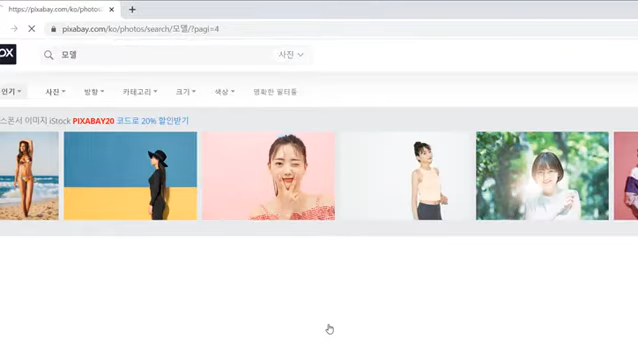 https://pixabay.com/ko/photos
pixabay.com/ko/photos/search/모델/?pagi=4
모델
사진
인기
사진 방향 카테고리 크기 색상 명확한 필터들
스폰서 이미지 iStock PIXABAY20 코드로 20% 할인받기